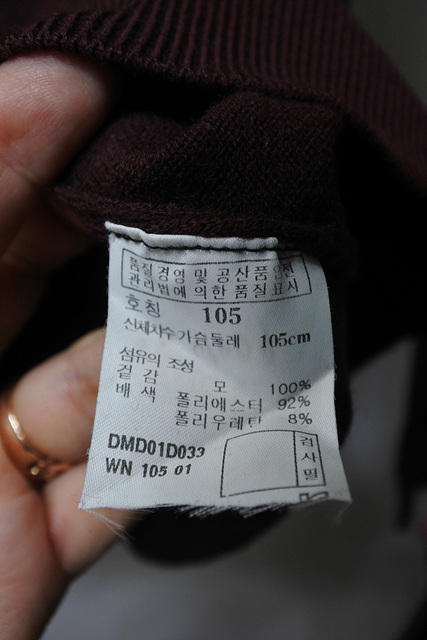 품질경영 및 공산품안전
관리법에 의한 품질표시
호칭 105
신체치수가슴둘레 105cm
섬유의 조성
겉감 모 100%
배색 폴리에스터 92%
폴리우레탄 8%
DMD01D033
WN 105 01
검사필